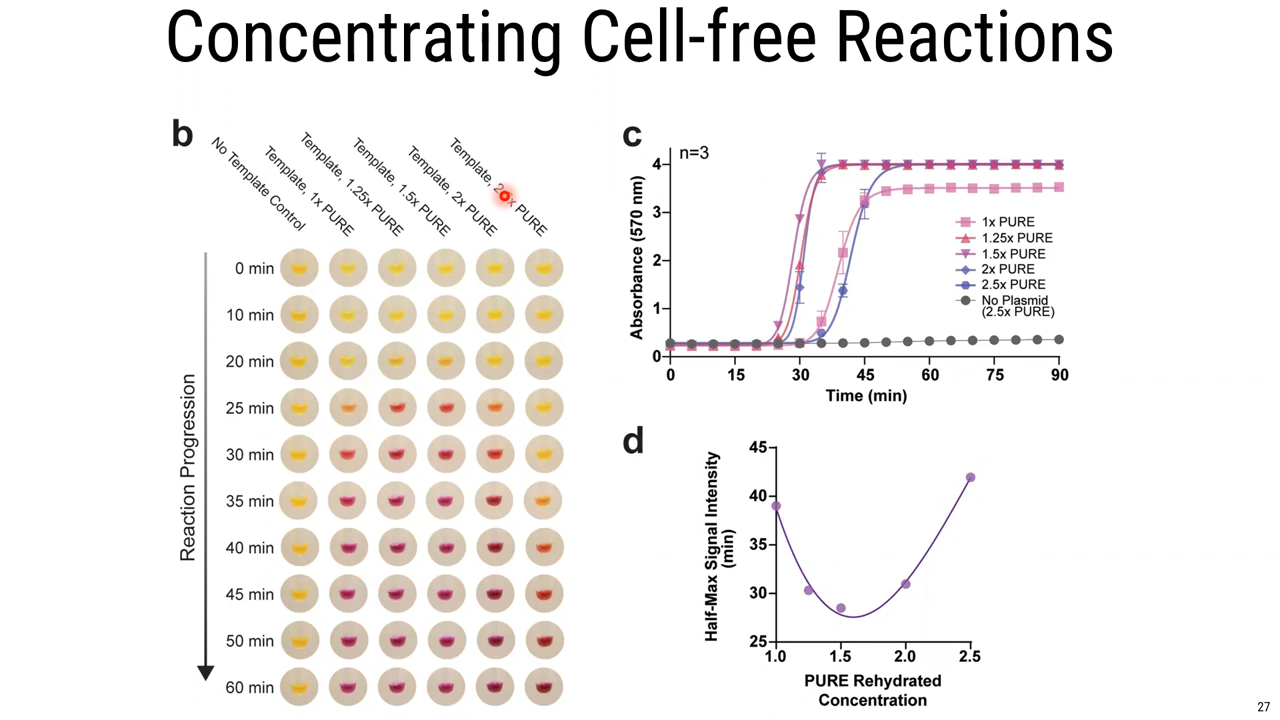 Concentrating Cell-free Reactions
b
No Template Control
Template, 1x PURE
Template, 1.25x PURE
Template, 1.5x PURE
Template, 2x PURE
Template, 2.5x PURE
Reaction Progression
0 min
10 min
20 min
25 min
30 min
35 min
40 min
45 min
50 min
60 min
c
n=3
Absorbance (570 nm)
4
3
2
1
0
0 15 30 45 60 75 90
Time (min)
1x PURE
1.25x PURE
1.5x PURE
2x PURE
2.5x PURE
No Plasmid
(2.5x PURE)
d
Half-Max Signal Intensity
(min)
45
40
35
30
25
1.0 1.5 2.0 2.5
PURE Rehydrated
Concentration
27